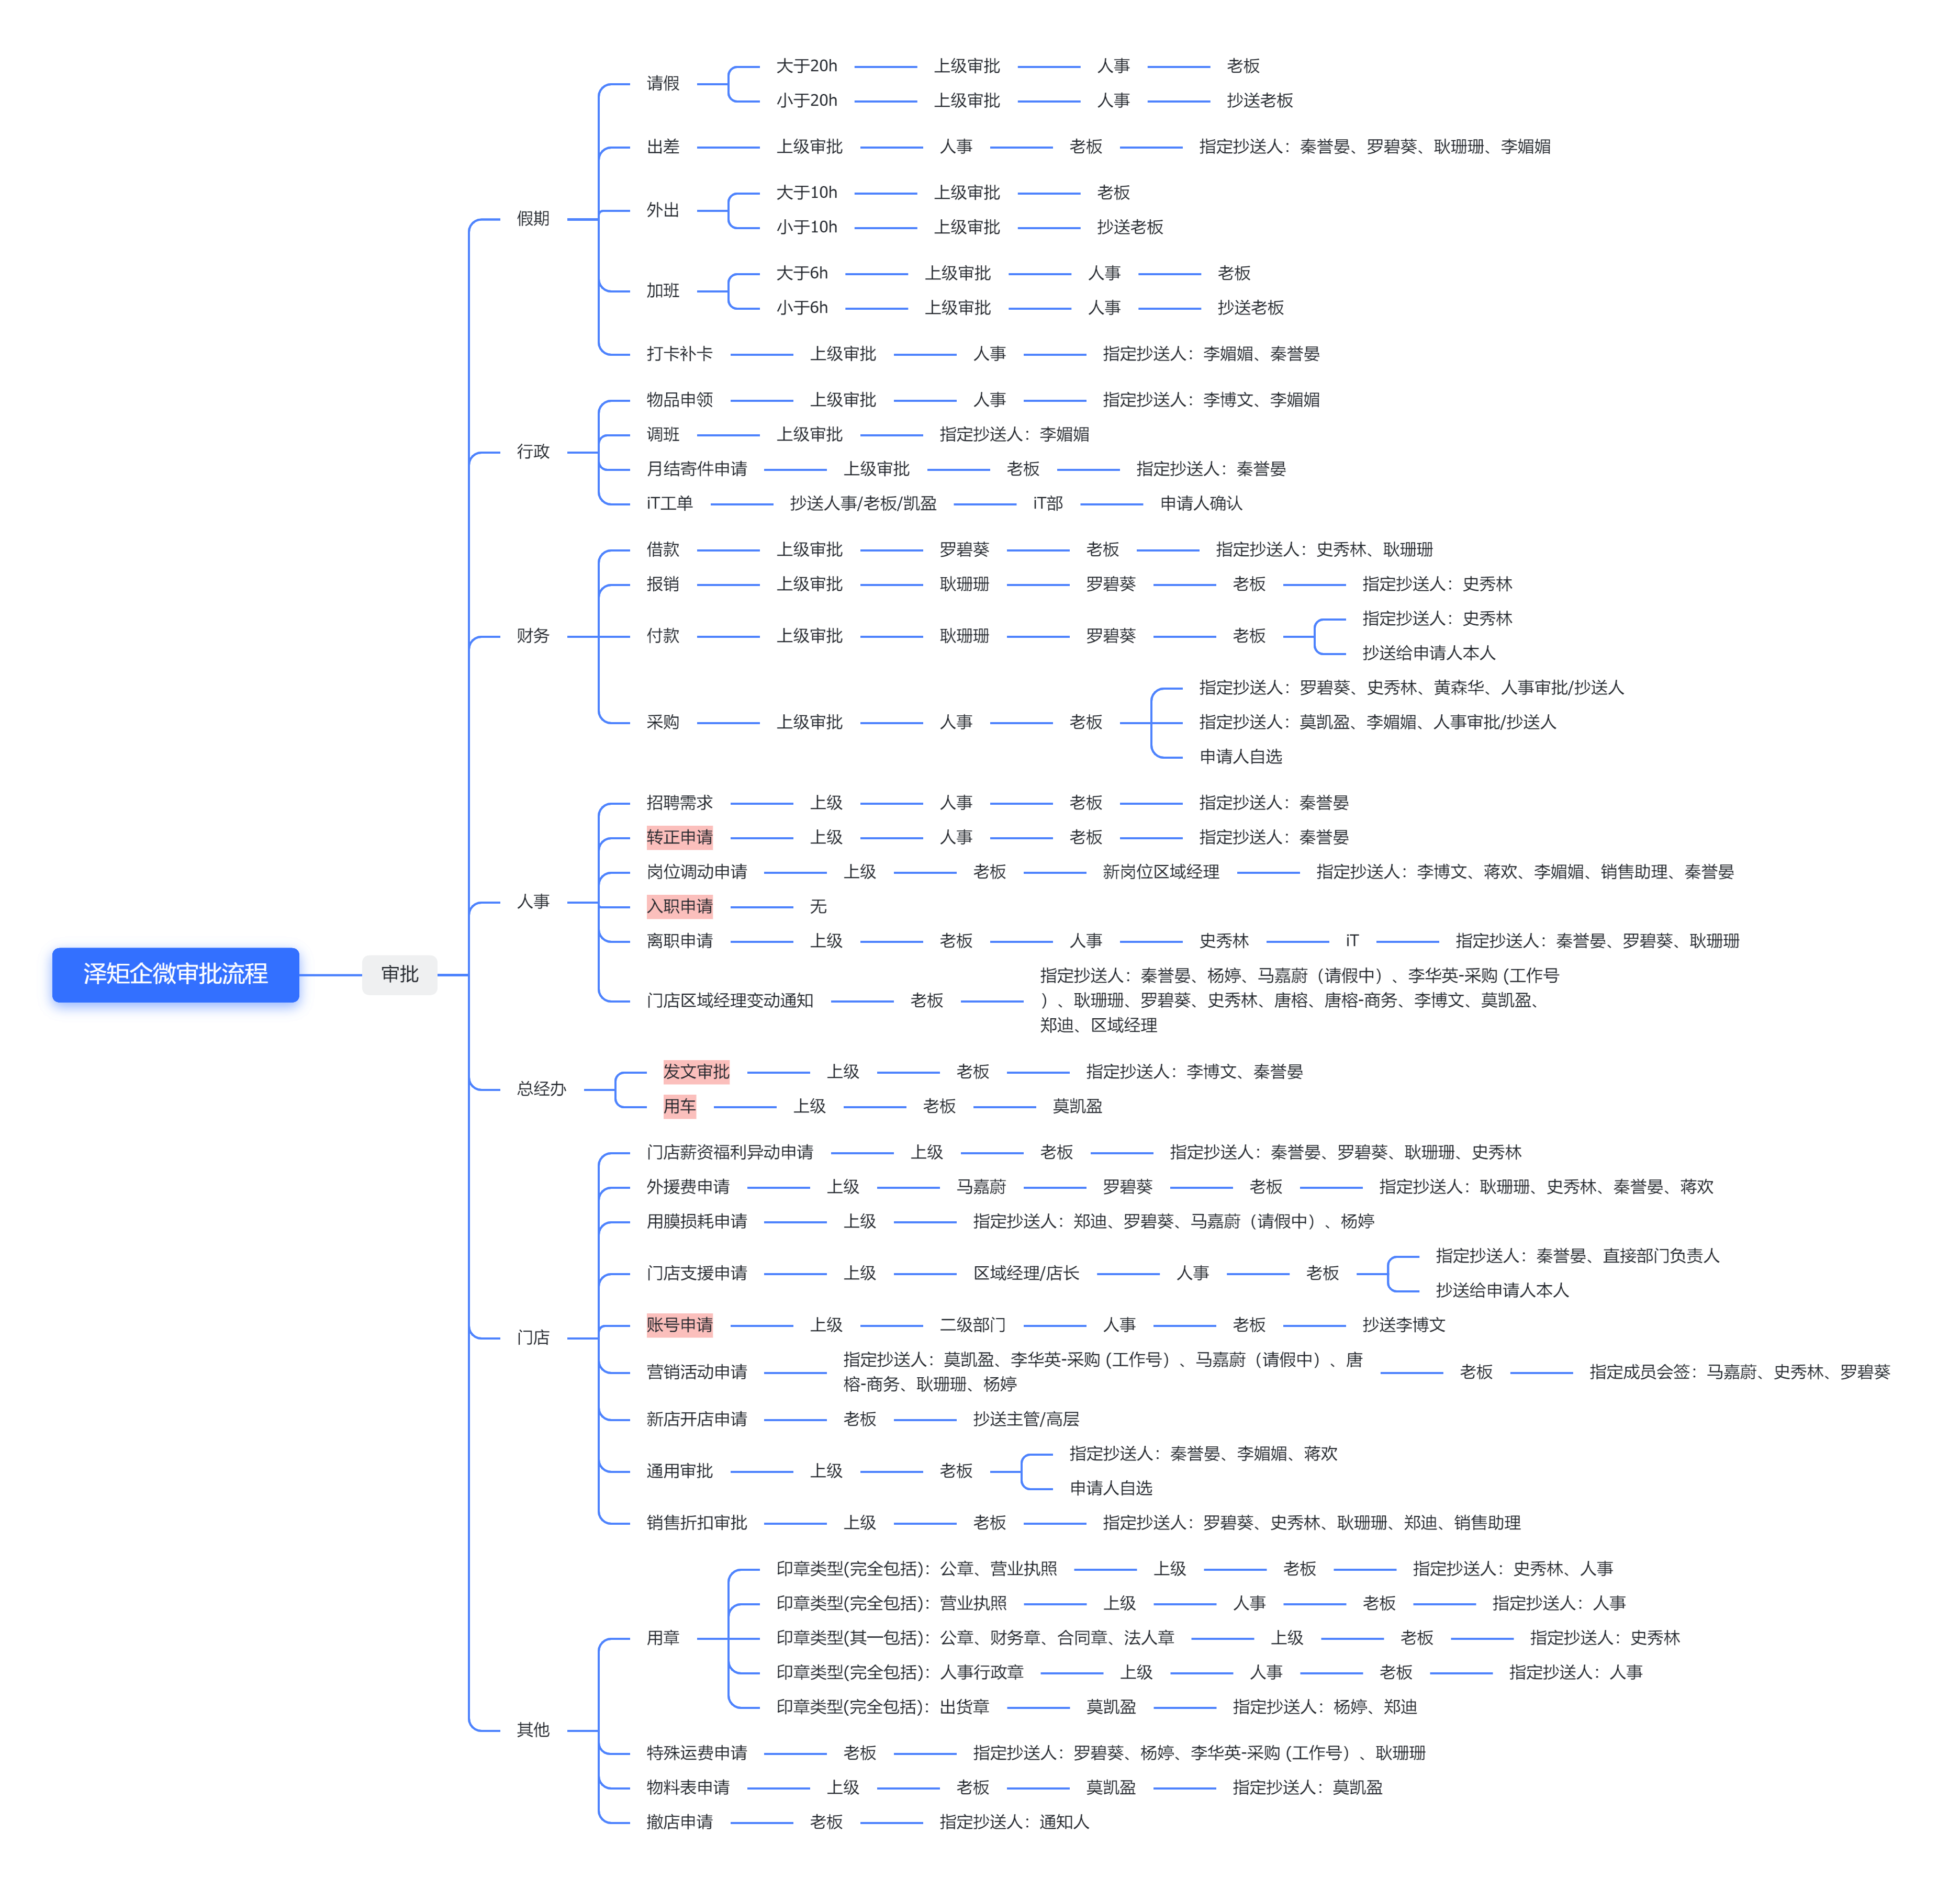 泽矩企微审批流程
审批
假期
请假
大于20h 上级审批 人事 老板
小于20h 上级审批 人事 抄送老板
出差 上级审批 人事 老板 指定抄送人：秦誉晏、罗碧葵、耿珊珊、李媚媚
外出
大于10h 上级审批 老板
小于10h 上级审批 抄送老板
加班
大于6h 上级审批 人事 老板
小于6h 上级审批 人事 抄送老板
打卡补卡 上级审批 人事 指定抄送人：李媚媚、秦誉晏
行政
物品申领 上级审批 人事 指定抄送人：李博文、李媚媚
调班 上级审批 指定抄送人：李媚媚
月结寄件申请 上级审批 老板 指定抄送人：秦誉晏
iT工单 抄送人事/老板/凯盈 iT部 申请人确认
财务
借款 上级审批 罗碧葵 老板 指定抄送人：史秀林、耿珊珊
报销 上级审批 耿珊珊 罗碧葵 老板 指定抄送人：史秀林
付款 上级审批 耿珊珊 罗碧葵 老板
指定抄送人：史秀林
抄送给申请人本人
采购 上级审批 人事 老板
指定抄送人：罗碧葵、史秀林、黄森华、人事审批/抄送人
指定抄送人：莫凯盈、李媚媚、人事审批/抄送人
申请人自选
人事
招聘需求 上级 人事 老板 指定抄送人：秦誉晏
转正申请 上级 人事 老板 指定抄送人：秦誉晏
岗位调动申请 上级 老板 新岗位区域经理 指定抄送人：李博文、蒋欢、李媚媚、销售助理、秦誉晏
入职申请 无
离职申请 上级 老板 人事 史秀林 iT 指定抄送人：秦誉晏、罗碧葵、耿珊珊
门店区域经理变动通知 老板
指定抄送人：秦誉晏、杨婷、马嘉蔚（请假中）、李华英-采购 (工作号
）、耿珊珊、罗碧葵、史秀林、唐榕、唐榕-商务、李博文、莫凯盈、
郑迪、区域经理
总经办
发文审批 上级 老板 指定抄送人：李博文、秦誉晏
用车 上级 老板 莫凯盈
门店
门店薪资福利异动申请 上级 老板 指定抄送人：秦誉晏、罗碧葵、耿珊珊、史秀林
外援费申请 上级 马嘉蔚 罗碧葵 老板 指定抄送人：耿珊珊、史秀林、秦誉晏、蒋欢
用膜损耗申请 上级 指定抄送人：郑迪、罗碧葵、马嘉蔚（请假中）、杨婷
门店支援申请 上级 区域经理/店长 人事 老板
指定抄送人：秦誉晏、直接部门负责人
抄送给申请人本人
账号申请 上级 二级部门 人事 老板 抄送李博文
营销活动申请
指定抄送人：莫凯盈、李华英-采购 (工作号）、马嘉蔚（请假中）、唐
榕-商务、耿珊珊、杨婷
老板 指定成员会签：马嘉蔚、史秀林、罗碧葵
新店开店申请 老板 抄送主管/高层
通用审批 上级 老板
指定抄送人：秦誉晏、李媚媚、蒋欢
申请人自选
销售折扣审批 上级 老板 指定抄送人：罗碧葵、史秀林、耿珊珊、郑迪、销售助理
其他
用章
印章类型(完全包括)：公章、营业执照 上级 老板 指定抄送人：史秀林、人事
印章类型(完全包括)：营业执照 上级 人事 老板 指定抄送人：人事
印章类型(其一包括)：公章、财务章、合同章、法人章 上级 老板 指定抄送人：史秀林
印章类型(完全包括)：人事行政章 上级 人事 老板 指定抄送人：人事
印章类型(完全包括)：出货章 莫凯盈 指定抄送人：杨婷、郑迪
特殊运费申请 老板 指定抄送人：罗碧葵、杨婷、李华英-采购 (工作号）、耿珊珊
物料表申请 上级 老板 莫凯盈 指定抄送人：莫凯盈
撤店申请 老板 指定抄送人：通知人